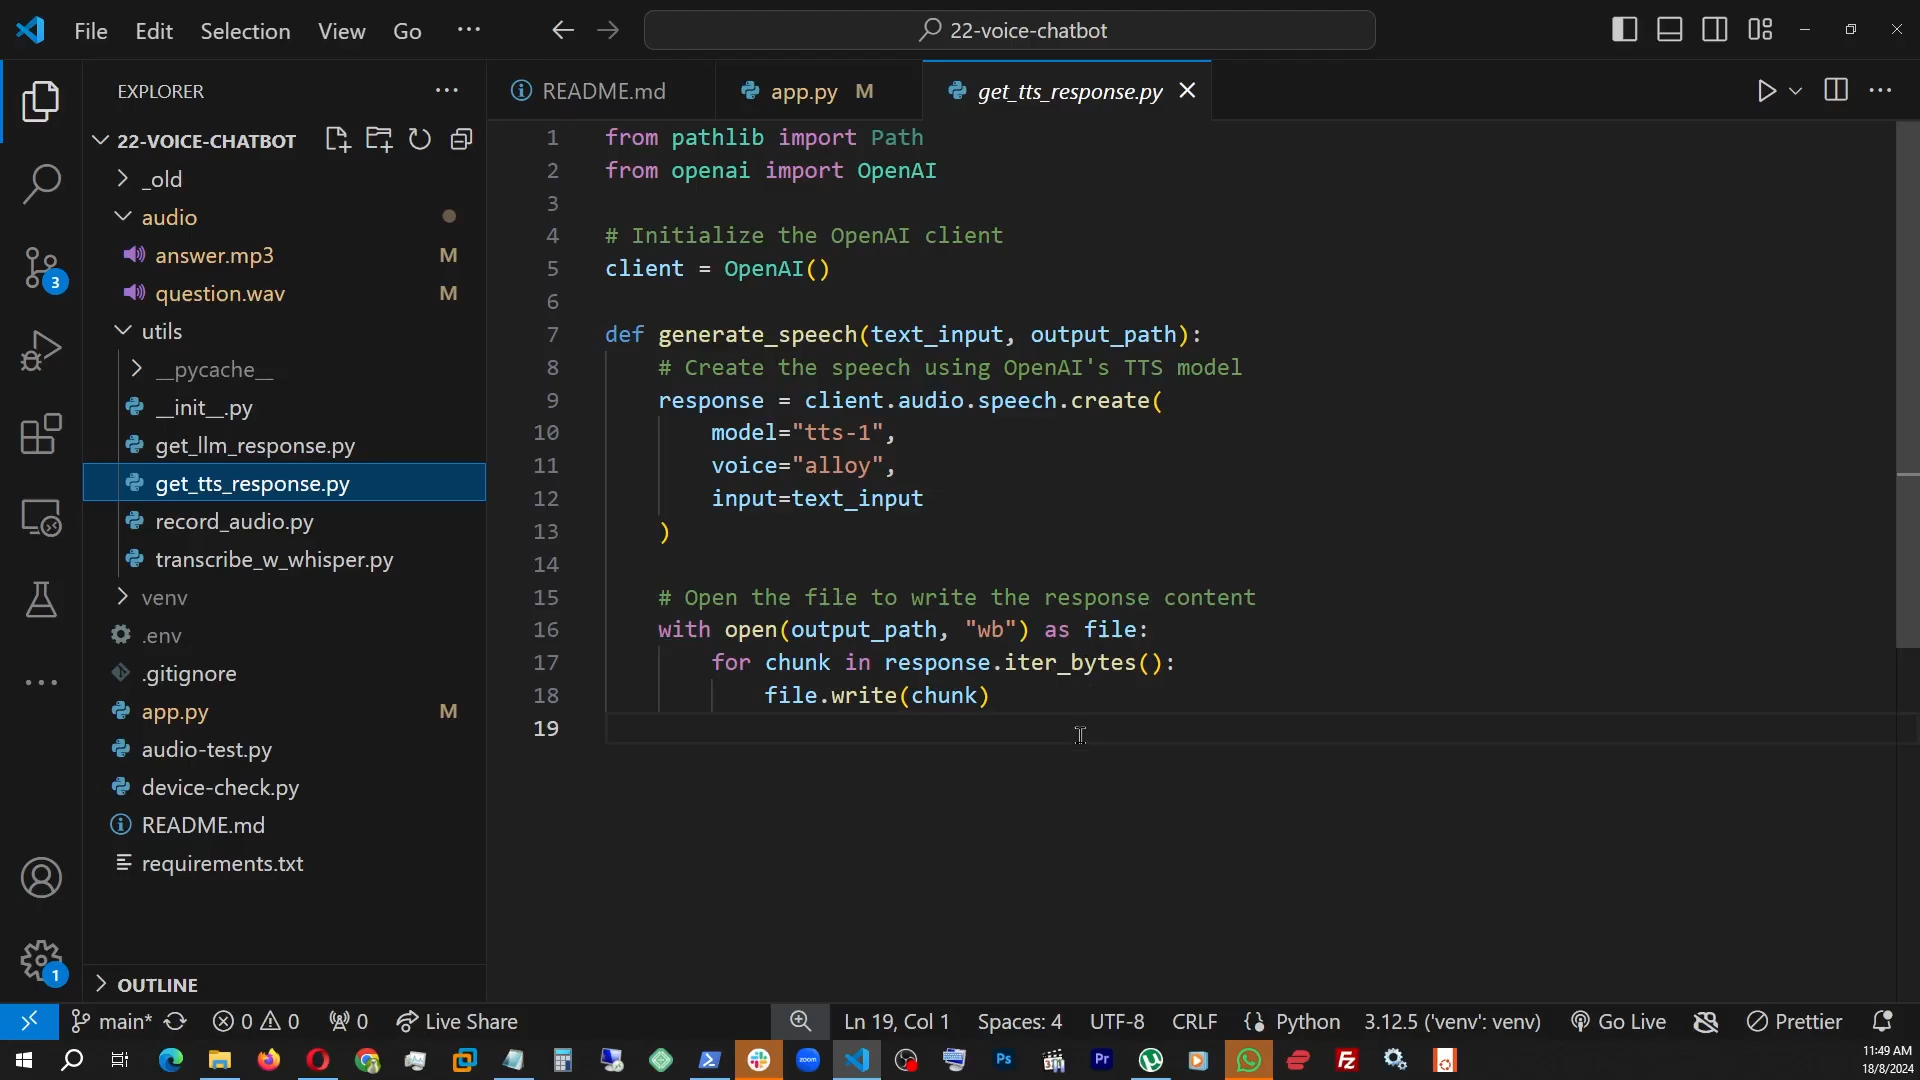 File Edit Selection View Go ···
22-voice-chatbot
EXPLORER ···
22-VOICE-CHATBOT
_old
audio
answer.mp3 M
question.wav M
utils
__pycache__
__init__.py
get_llm_response.py
get_tts_response.py
record_audio.py
transcribe_w_whisper.py
venv
.env
.gitignore
app.py M
audio-test.py
device-check.py
README.md
requirements.txt
OUTLINE
3
1
README.md app.py M get_tts_response.py
1 from pathlib import Path
2 from openai import OpenAI
3
4 # Initialize the OpenAI client
5 client = OpenAI()
6
7 def generate_speech(text_input, output_path):
8     # Create the speech using OpenAI's TTS model
9     response = client.audio.speech.create(
10         model="tts-1",
11         voice="alloy",
12         input=text_input
13     )
14
15     # Open the file to write the response content
16     with open(output_path, "wb") as file:
17         for chunk in response.iter_bytes():
18             file.write(chunk)
19
main* 0 0 0 Live Share Ln 19, Col 1 Spaces: 4 UTF-8 CRLF Python 3.12.5 ('venv': venv) Go Live Prettier
zoom Ps Pr Fz
11:49 AM
18/8/2024